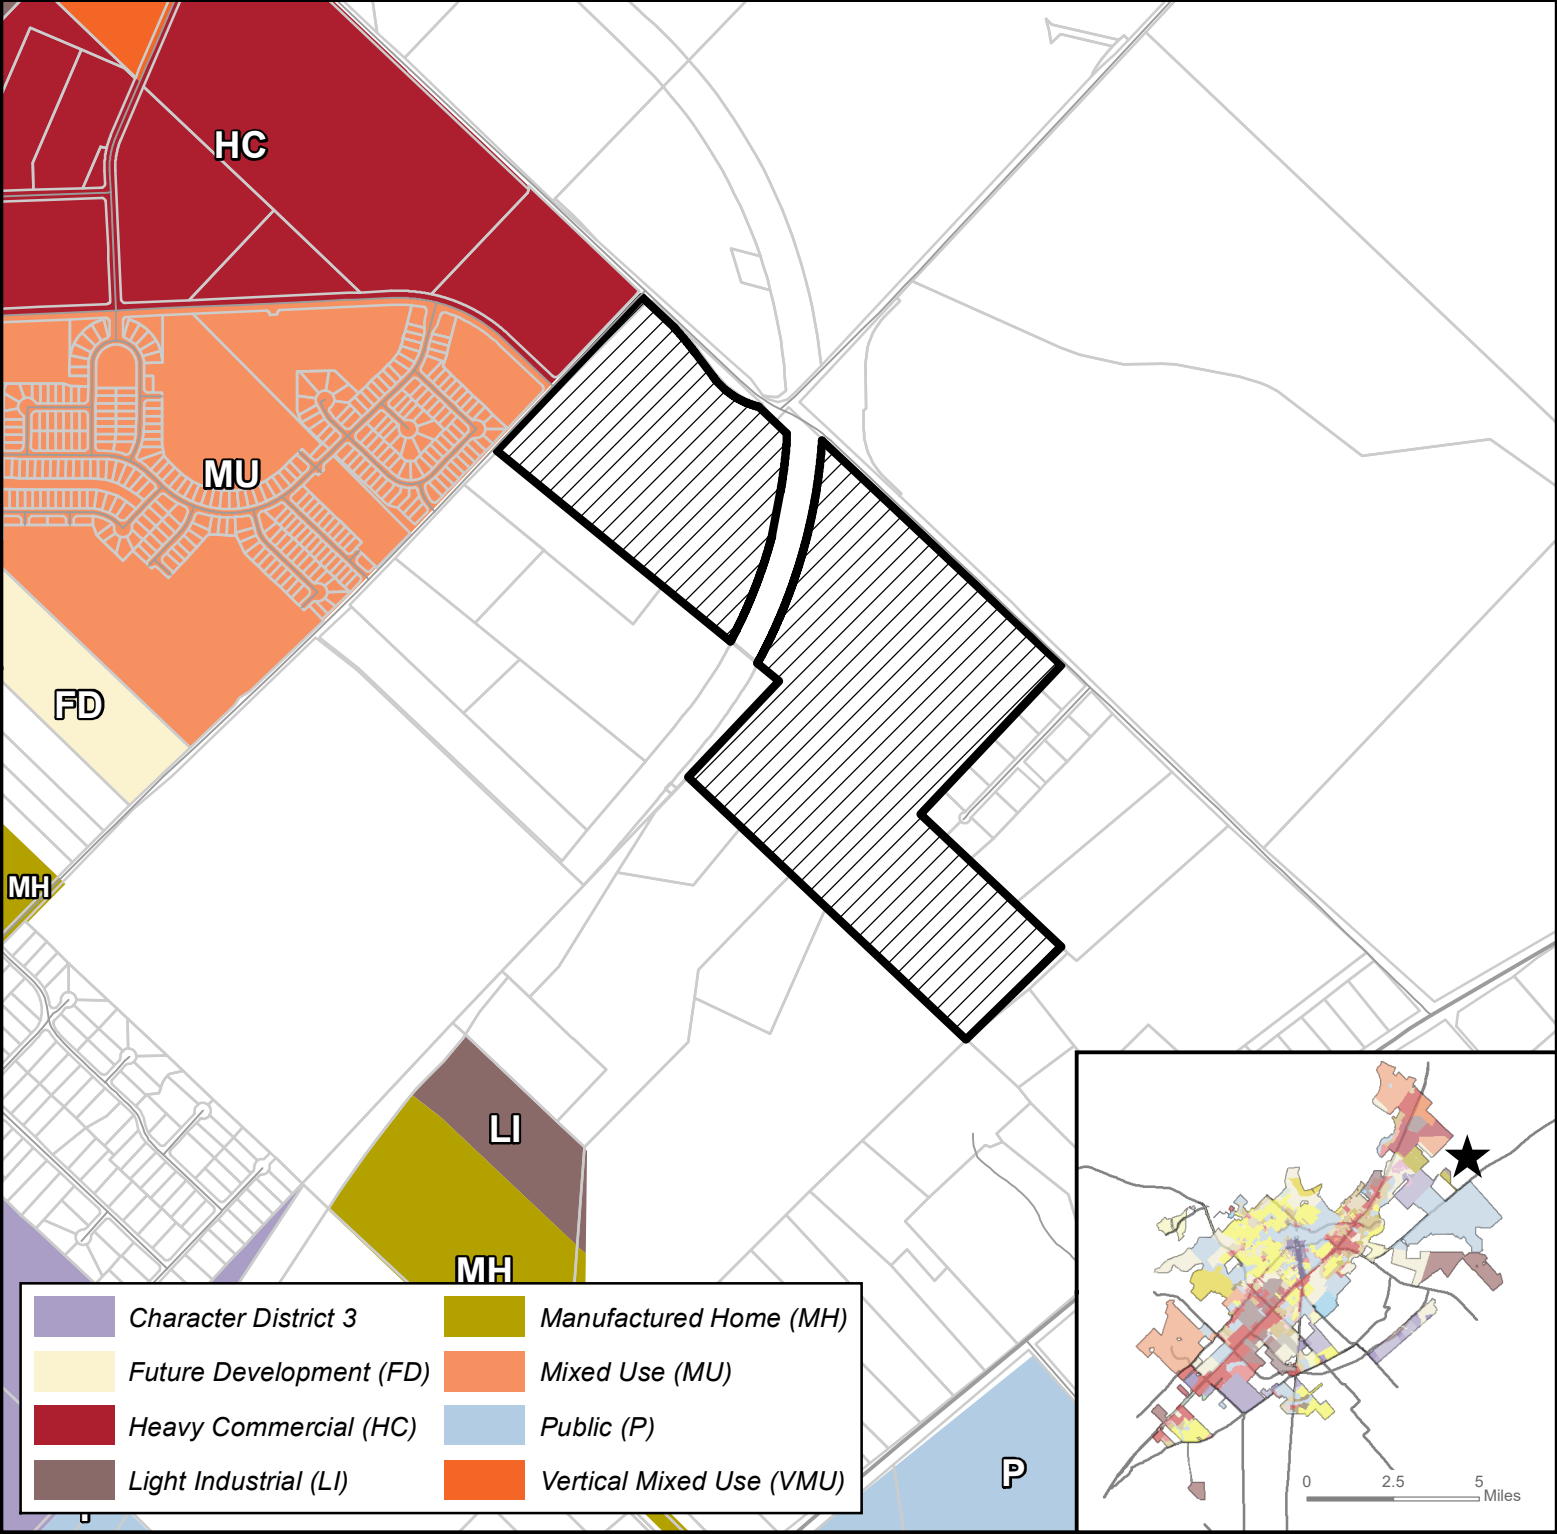 HC
MU
FD
MH
LI
MH
P
Character District 3
Future Development (FD)
Heavy Commercial (HC)
Light Industrial (LI)
Manufactured Home (MH)
Mixed Use (MU)
Public (P)
Vertical Mixed Use (VMU)
0
2.5
5
Miles